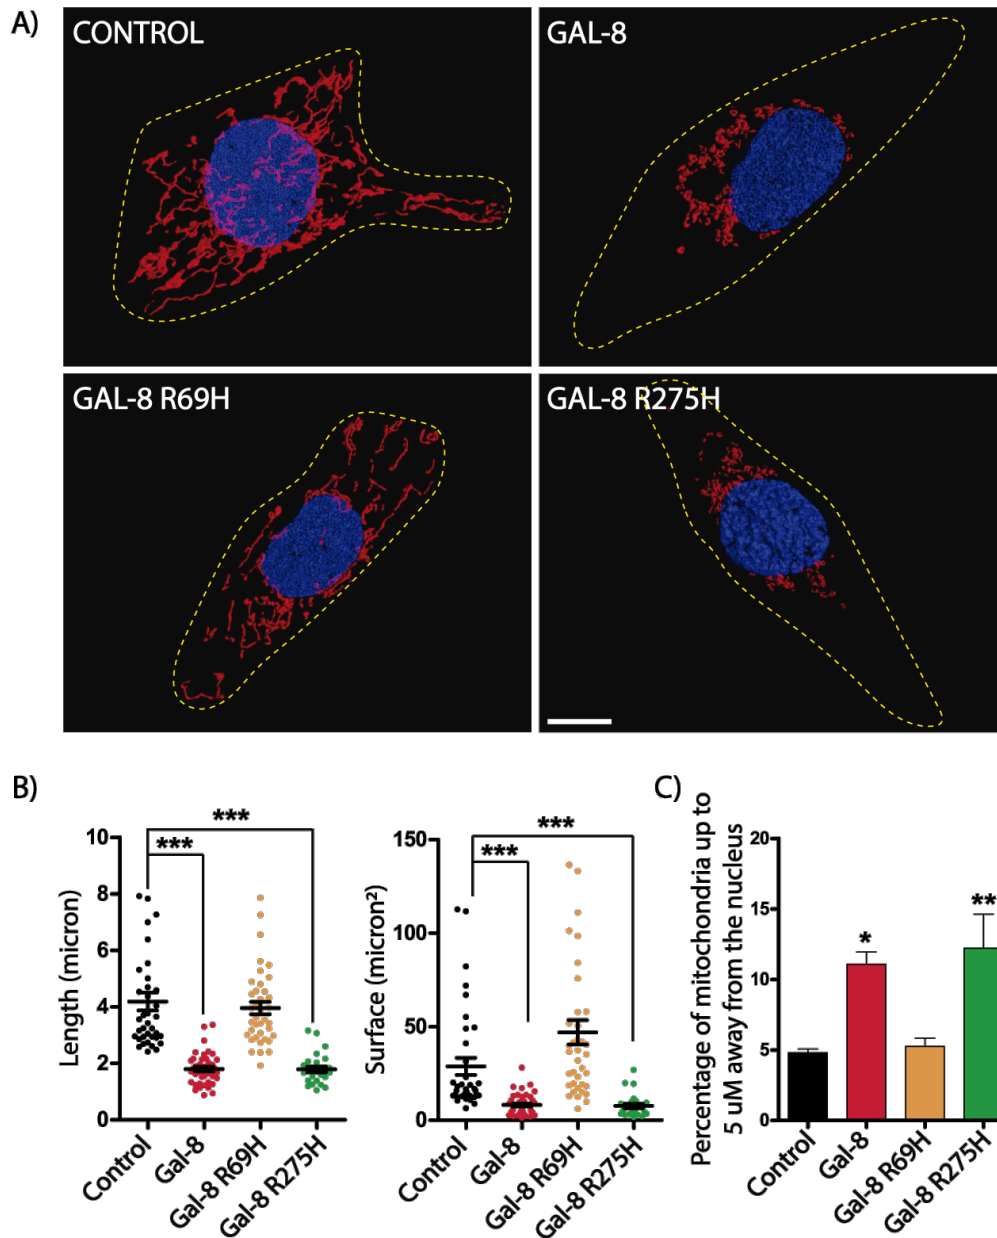 A)
CONTROL
GAL-8
GAL-8 R69H
GAL-8 R275H
B)
Length (micron)
10
8
6
4
2
0
***
***
Control
Gal-8
Gal-8 R69H
Gal-8 R275H
Surface (micron²)
150
100
50
0
***
***
Control
Gal-8
Gal-8 R69H
Gal-8 R275H
C)
Percentage of mitochondria up to
5 uM away from the nucleus
20
15
10
5
0
*
**
Control
Gal-8
Gal-8 R69H
Gal-8 R275H